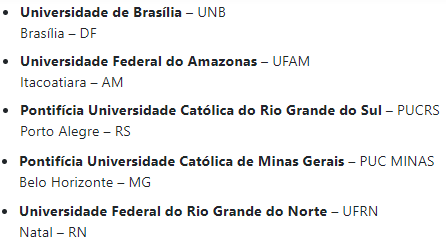 Universidade de Brasília – UNB
Brasília – DF
Universidade Federal do Amazonas – UFAM
Itacoatiara – AM
Pontifícia Universidade Católica do Rio Grande do Sul – PUCRS
Porto Alegre – RS
Pontifícia Universidade Católica de Minas Gerais – PUC MINAS
Belo Horizonte – MG
Universidade Federal do Rio Grande do Norte – UFRN
Natal – RN